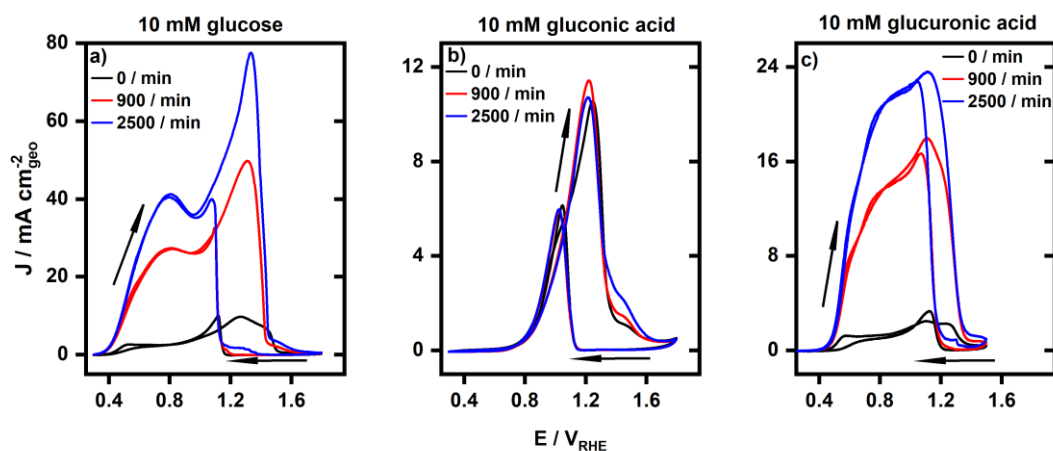 10 mM glucose
10 mM gluconic acid
10 mM glucuronic acid
a)
0 / min
900 / min
2500 / min
b)
0 / min
900 / min
2500 / min
c)
0 / min
900 / min
2500 / min
J / mA cm⁻²geo
80
60
40
20
0
12
8
4
0
24
16
8
0
0.4 0.8 1.2 1.6
0.4 0.8 1.2 1.6
0.4 0.8 1.2 1.6
E / VRHE